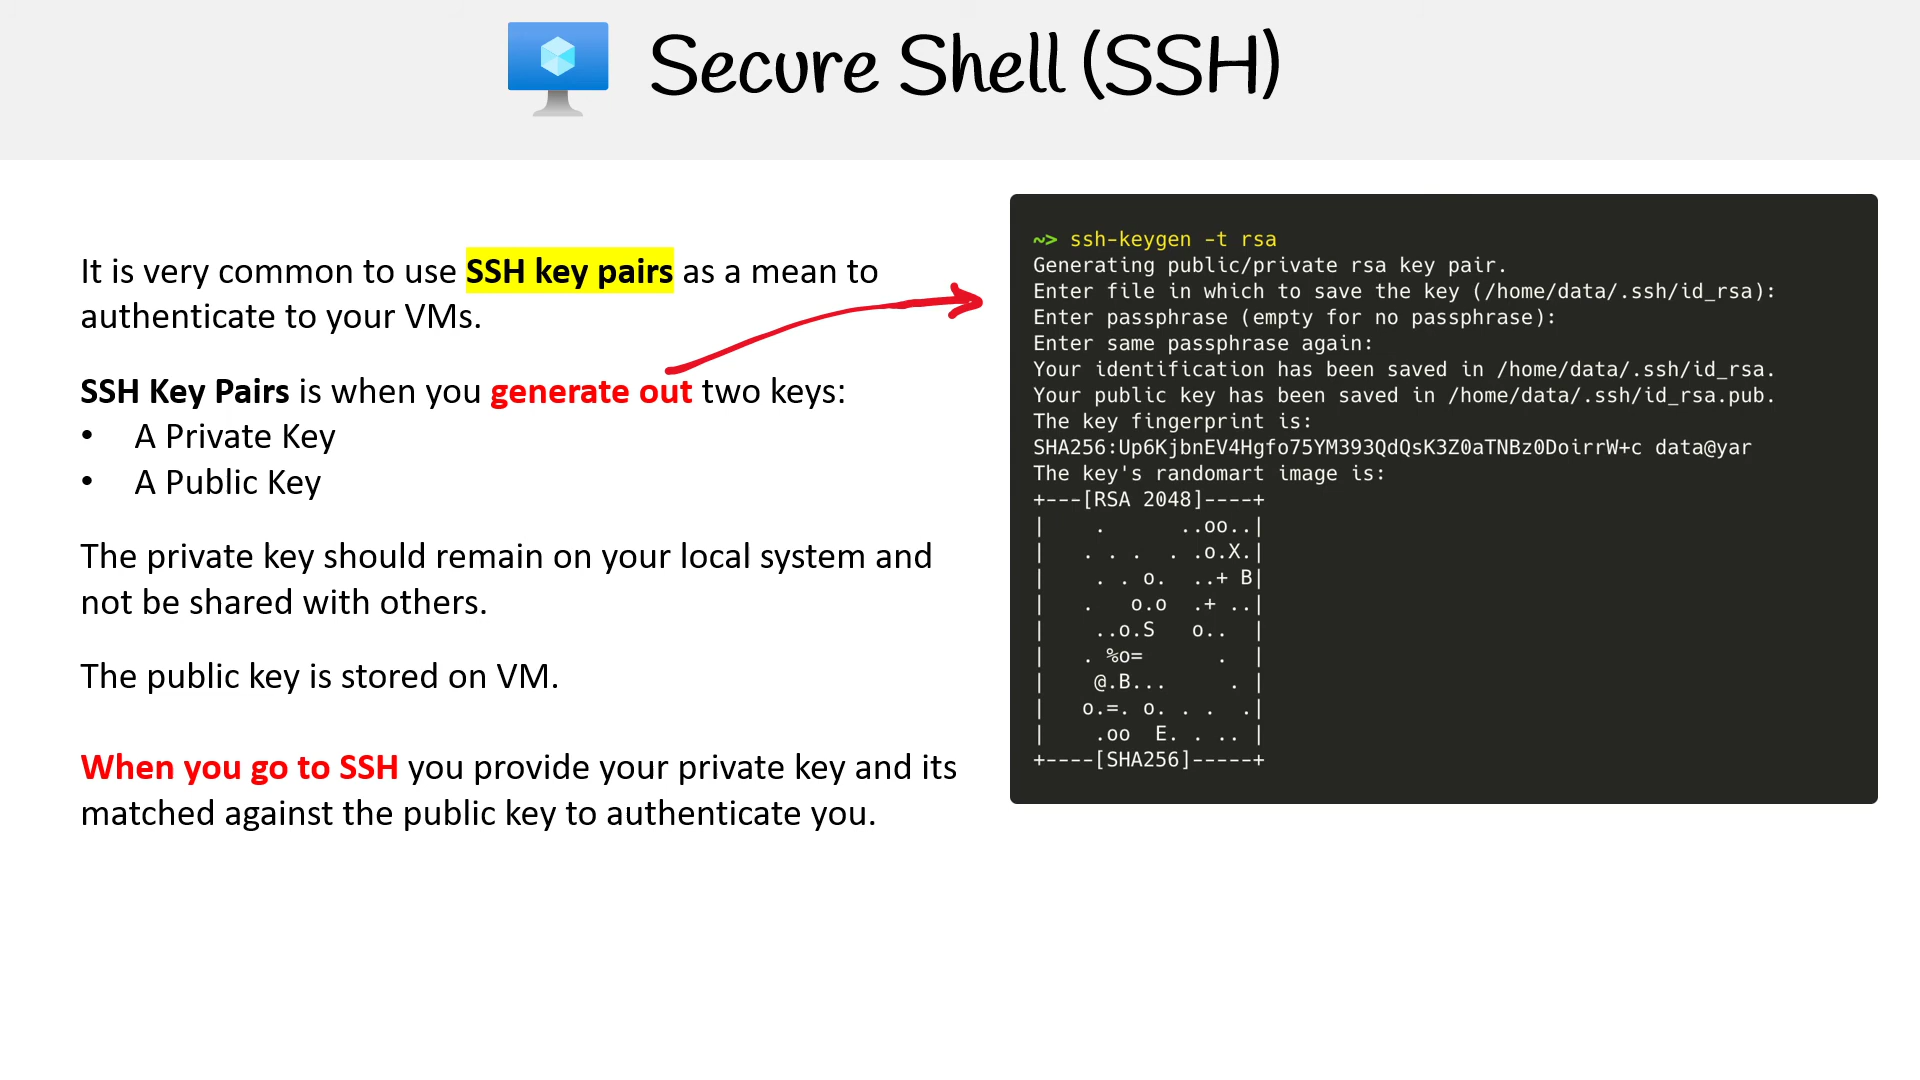 Secure Shell (SSH)
It is very common to use SSH key pairs as a mean to
authenticate to your VMs.
SSH Key Pairs is when you generate out two keys:
• A Private Key
• A Public Key
The private key should remain on your local system and
not be shared with others.
The public key is stored on VM.
When you go to SSH you provide your private key and its
matched against the public key to authenticate you.
~> ssh-keygen -t rsa
Generating public/private rsa key pair.
Enter file in which to save the key (/home/data/.ssh/id_rsa):
Enter passphrase (empty for no passphrase):
Enter same passphrase again:
Your identification has been saved in /home/data/.ssh/id_rsa.
Your public key has been saved in /home/data/.ssh/id_rsa.pub.
The key fingerprint is:
SHA256:Up6KjbnEV4Hgfo75YM393QdQsK3Z0aTNBz0DoirrW+c data@yar
The key's randomart image is:
+---[RSA 2048]----+
|    .      ..oo..|
|   . . .  . .o.X.|
|    . . o.  ..+ B|
|   .   o.o  .+ ..|
|    ..o.S   o..  |
|   . %o=      .  |
|    @.B...     . |
|   o.=. o. . .  .|
|    .oo  E. . .. |
+----[SHA256]-----+